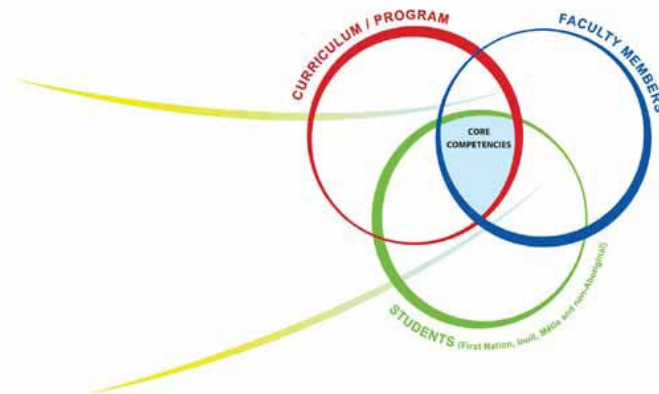 CURRICULUM / PROGRAM
FACULTY MEMBERS
CORE
COMPETENCIES
STUDENTS (First Nation, Inuit, Métis and non-Aboriginal)